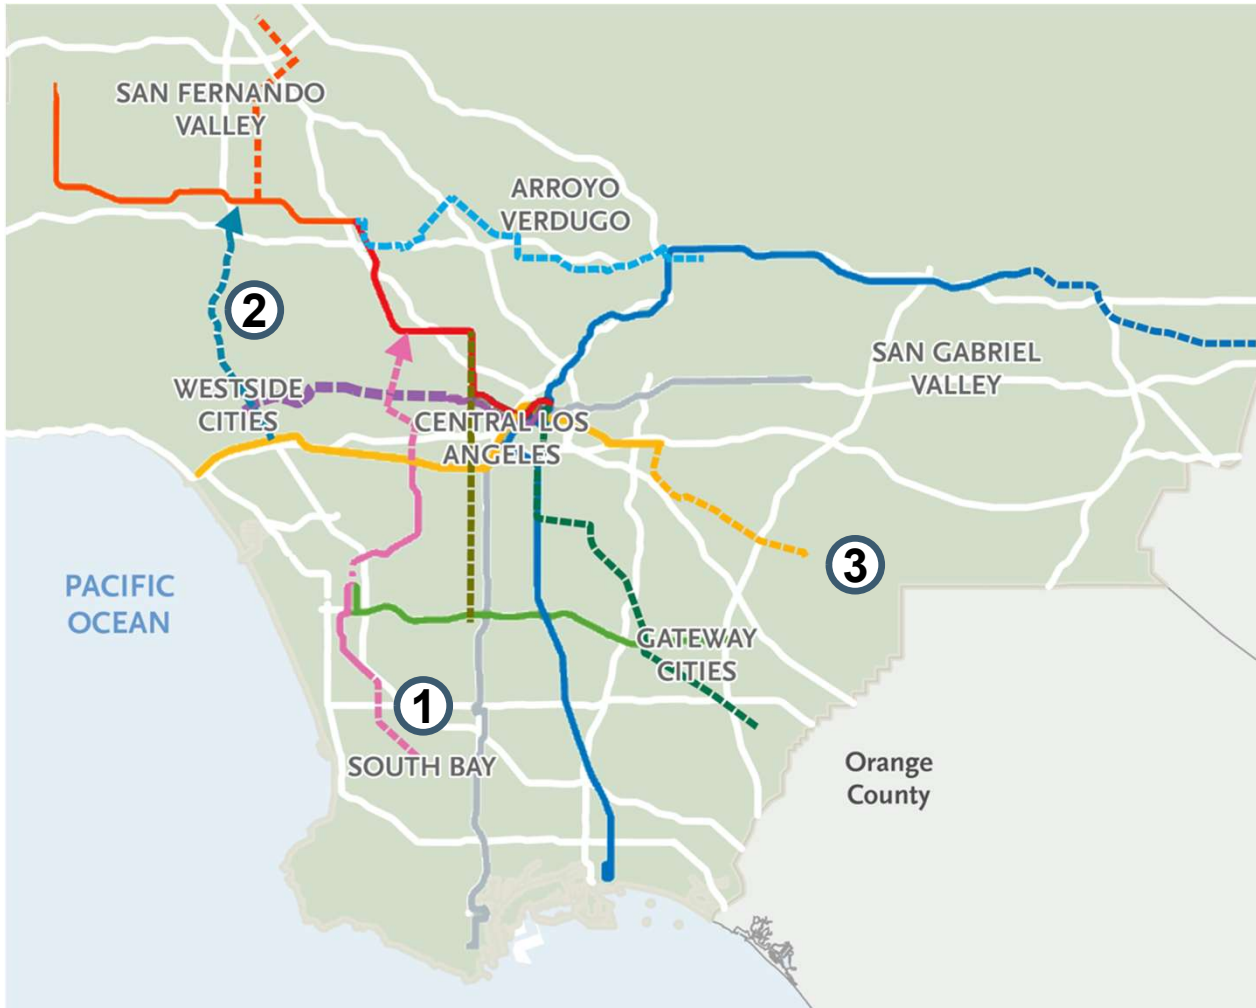 SAN FERNANDO
VALLEY
ARROYO
VERDUGO
2
SAN GABRIEL
VALLEY
WESTSIDE
CITIES
CENTRAL LOS
ANGELES
3
PACIFIC
OCEAN
GATEWAY
CITIES
1
SOUTH BAY
Orange
County